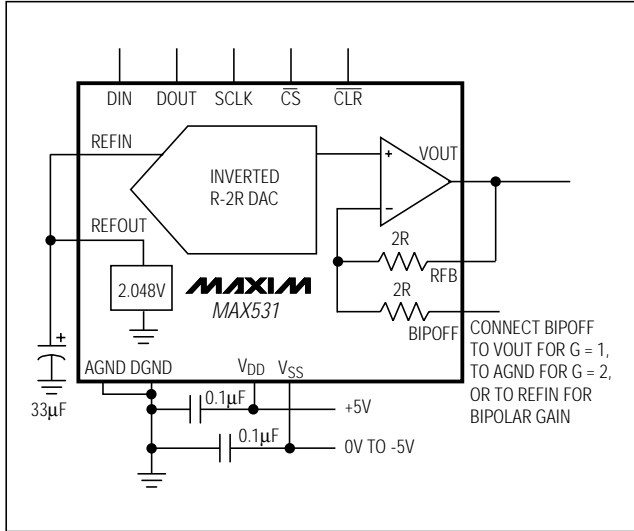 DIN DOUT SCLK CS CLR
REFIN
VOUT
+
INVERTED
R-2R DAC
−
REFOUT
2R
RFB
2.048V
MAXIM
MAX531
2R
BIPOFF
CONNECT BIPOFF
TO VOUT FOR G = 1,
TO AGND FOR G = 2,
OR TO REFIN FOR
BIPOLAR GAIN
+
33μF
AGND DGND VDD VSS
0.1μF
+5V
0.1μF
0V TO -5V